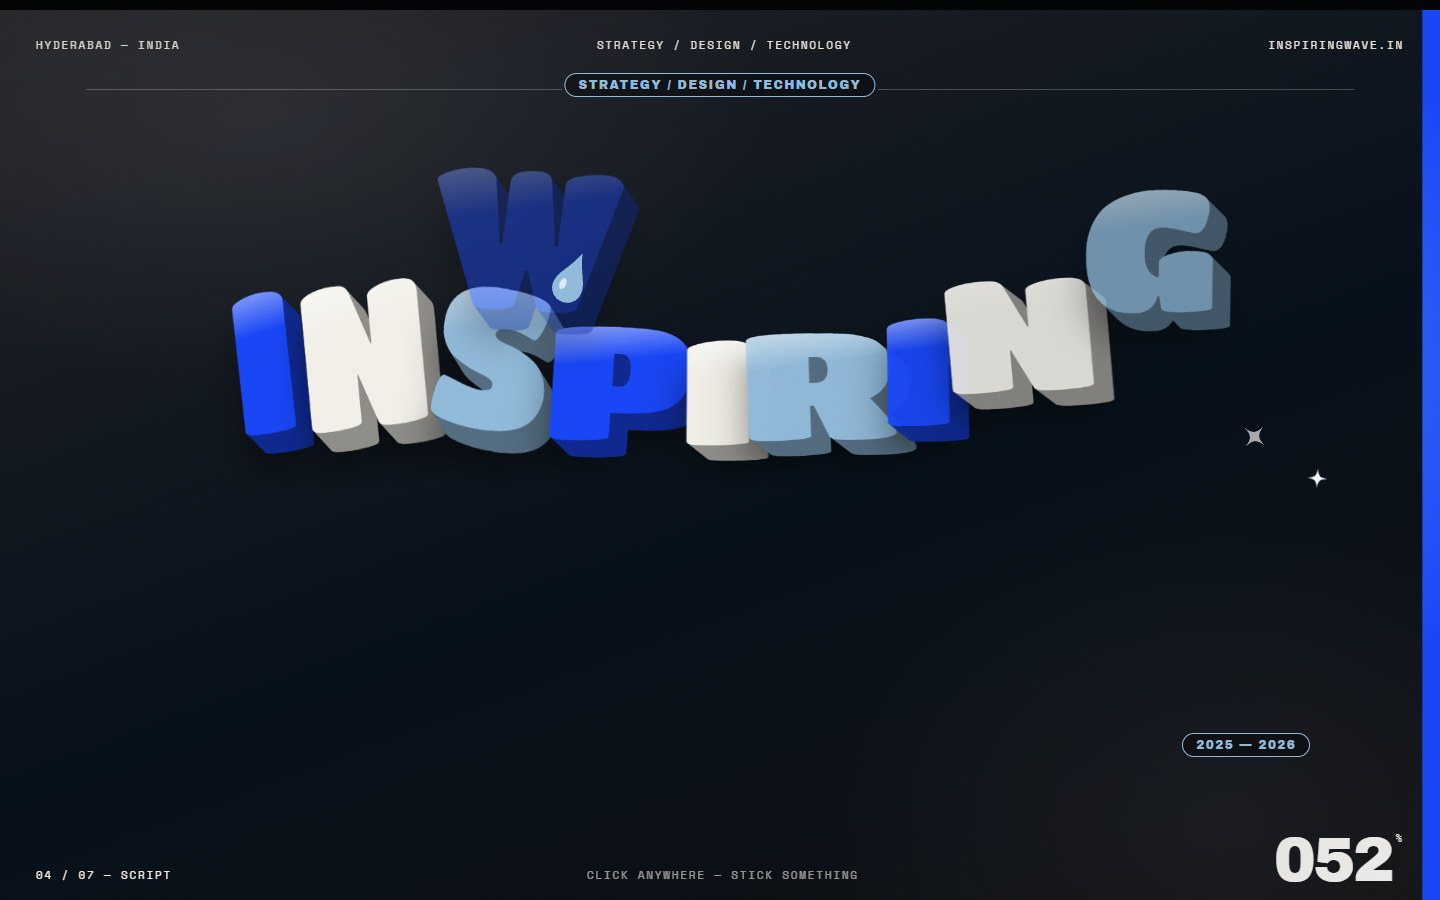 HYDERABAD — INDIA
STRATEGY / DESIGN / TECHNOLOGY
INSPIRINGWAVE.IN
STRATEGY / DESIGN / TECHNOLOGY
W
INSPIRING
2025 — 2026
052%
04 / 07 — SCRIPT
CLICK ANYWHERE — STICK SOMETHING